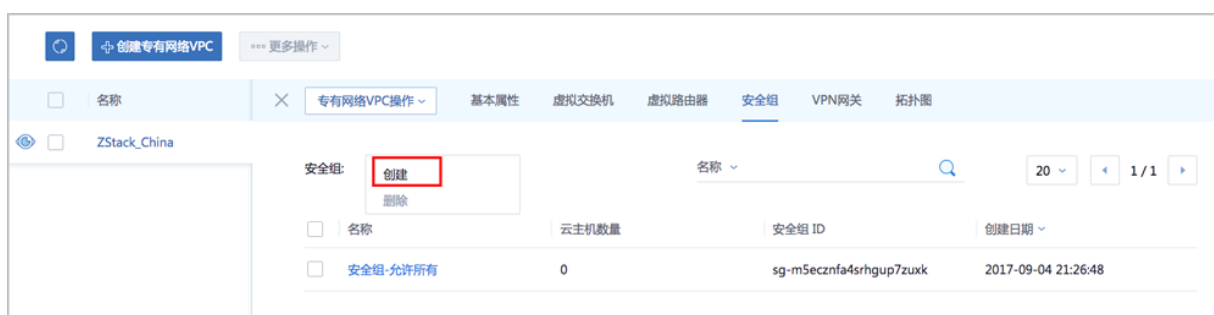 创建专有网络VPC 更多操作
名称 专有网络VPC操作 基本属性 虚拟交换机 虚拟路由器 安全组 VPN网关 拓扑图
ZStack_China
安全组: 创建 名称 20 1 / 1
删除
名称 云主机数量 安全组 ID 创建日期
安全组-允许所有 0 sg-m5ecznfa4srhgup7zuxk 2017-09-04 21:26:48